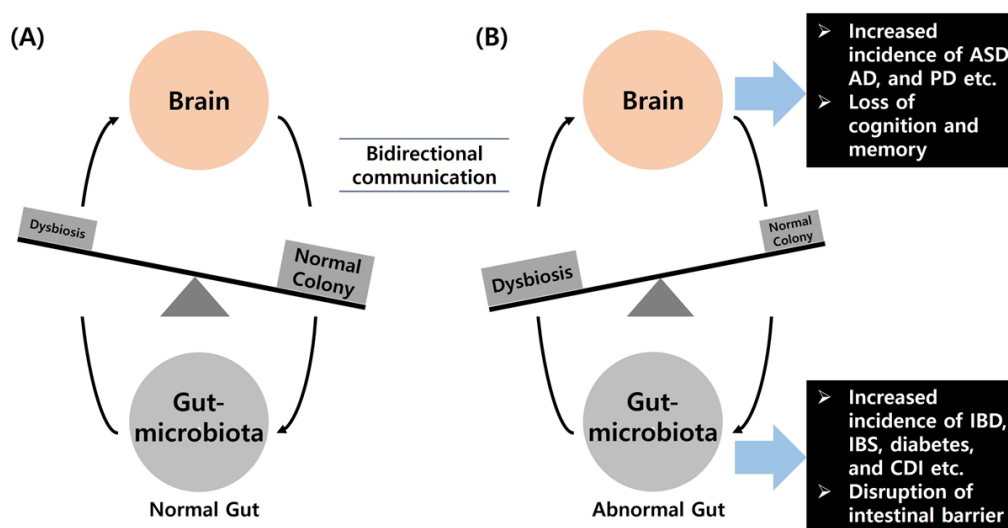 (A)
Brain
Dysbiosis
Normal
Colony
Gut-
microbiota
Normal Gut
Bidirectional
communication
(B)
Brain
Dysbiosis
Normal
Colony
Gut-
microbiota
Abnormal Gut
➢ Increased
incidence of ASD,
AD, and PD etc.
➢ Loss of
cognition and
memory
➢ Increased
incidence of IBD,
IBS, diabetes,
and CDI etc.
➢ Disruption of
intestinal barrier